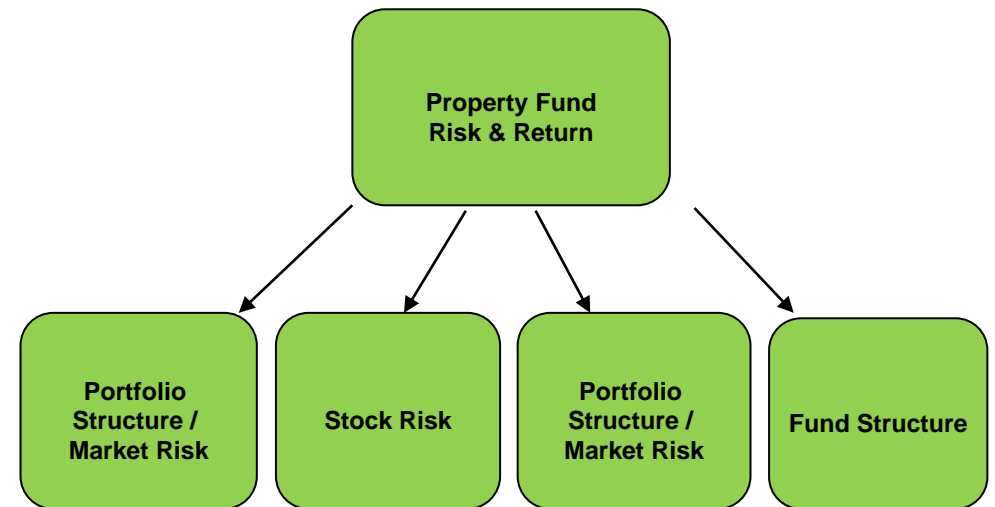 Property Fund
Risk & Return
Portfolio
Structure /
Market Risk
Stock Risk
Portfolio
Structure /
Market Risk
Fund Structure